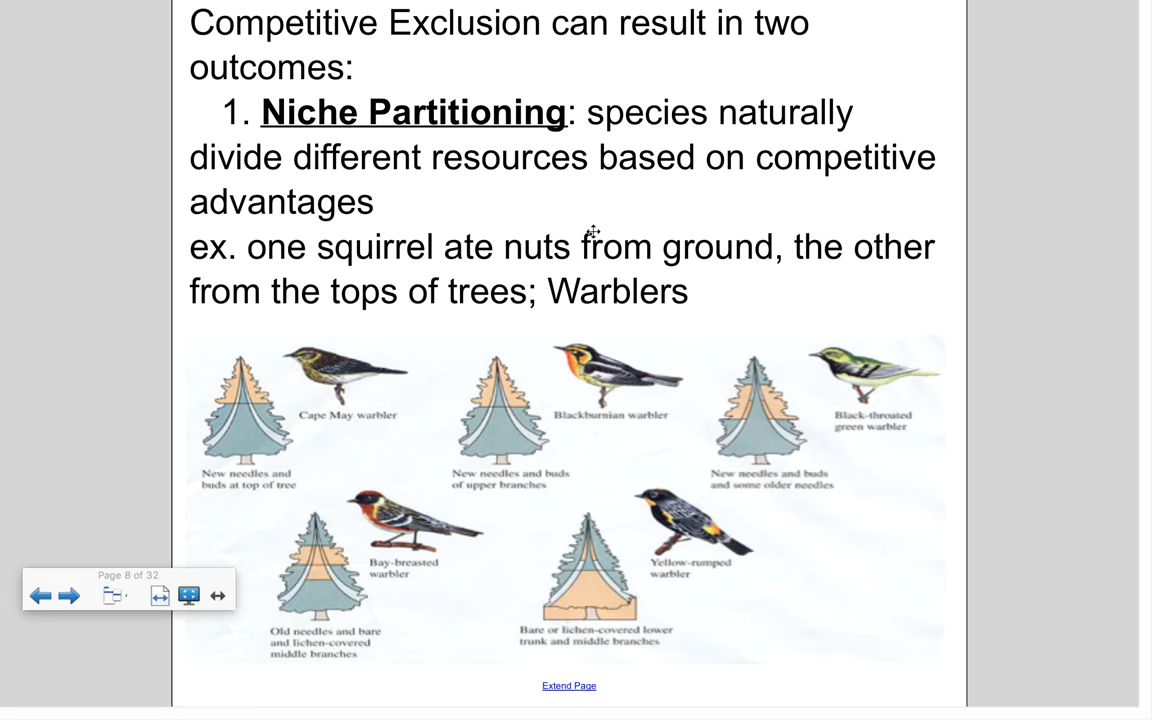 Competitive Exclusion can result in two
outcomes:
1. Niche Partitioning: species naturally
divide different resources based on competitive
advantages
ex. one squirrel ate nuts from ground, the other
from the tops of trees; Warblers
Cape May warbler
New needles and
buds at top of tree
Blackburnian warbler
New needles and buds
of upper branches
Black-throated
green warbler
New needles and buds
and some older needles
Bay-breasted
warbler
Old needles and bare
and lichen-covered
middle branches
Yellow-rumped
warbler
Bare or lichen-covered lower
trunk and middle branches
Page 8 of 32
Extend Page